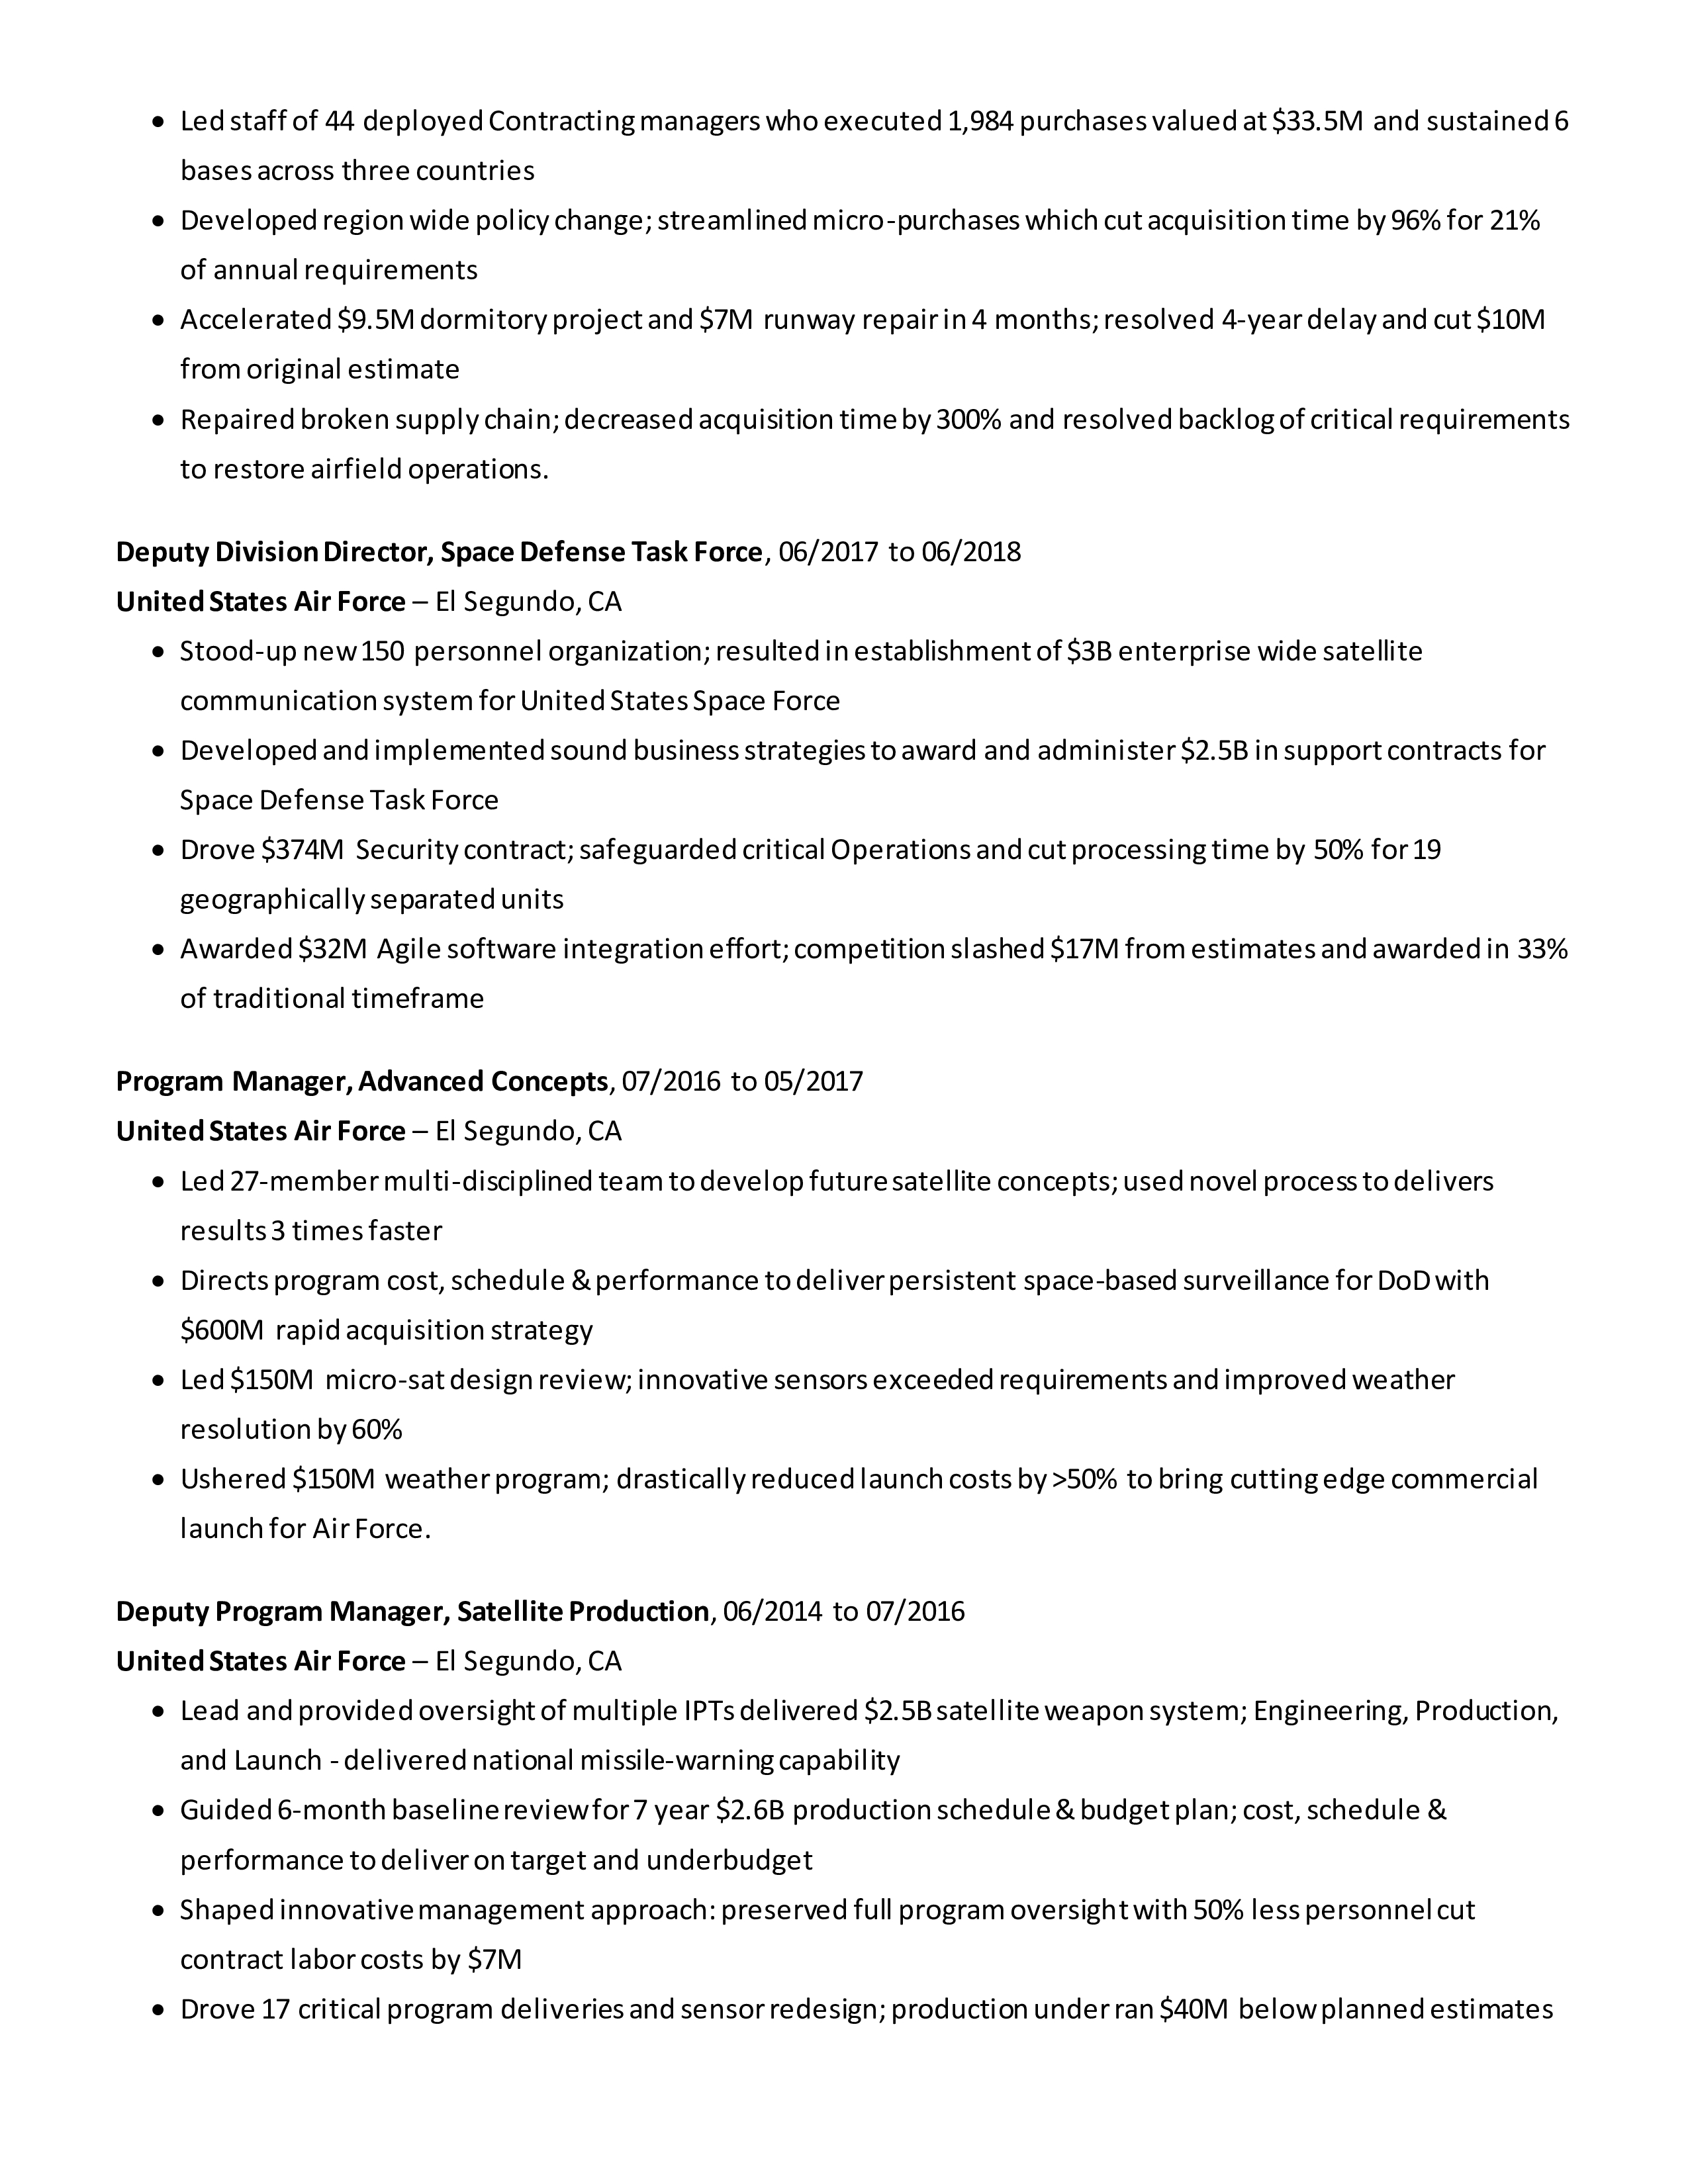 • Led staff of 44 deployed Contracting managers who executed 1,984 purchases valued at $33.5M and sustained 6
bases across three countries
• Developed region wide policy change; streamlined micro-purchases which cut acquisition time by 96% for 21%
of annual requirements
• Accelerated $9.5M dormitory project and $7M runway repair in 4 months; resolved 4-year delay and cut $10M
from original estimate
• Repaired broken supply chain; decreased acquisition time by 300% and resolved backlog of critical requirements
to restore airfield operations.
Deputy Division Director, Space Defense Task Force, 06/2017 to 06/2018
United States Air Force – El Segundo, CA
• Stood-up new 150 personnel organization; resulted in establishment of $3B enterprise wide satellite
communication system for United States Space Force
• Developed and implemented sound business strategies to award and administer $2.5B in support contracts for
Space Defense Task Force
• Drove $374M Security contract; safeguarded critical Operations and cut processing time by 50% for 19
geographically separated units
• Awarded $32M Agile software integration effort; competition slashed $17M from estimates and awarded in 33%
of traditional timeframe
Program Manager, Advanced Concepts, 07/2016 to 05/2017
United States Air Force – El Segundo, CA
• Led 27-member multi-disciplined team to develop future satellite concepts; used novel process to delivers
results 3 times faster
• Directs program cost, schedule & performance to deliver persistent space-based surveillance for DoD with
$600M rapid acquisition strategy
• Led $150M micro-sat design review; innovative sensors exceeded requirements and improved weather
resolution by 60%
• Ushered $150M weather program; drastically reduced launch costs by >50% to bring cutting edge commercial
launch for Air Force.
Deputy Program Manager, Satellite Production, 06/2014 to 07/2016
United States Air Force – El Segundo, CA
• Lead and provided oversight of multiple IPTs delivered $2.5B satellite weapon system; Engineering, Production,
and Launch - delivered national missile-warning capability
• Guided 6-month baseline review for 7 year $2.6B production schedule & budget plan; cost, schedule &
performance to deliver on target and underbudget
• Shaped innovative management approach: preserved full program oversight with 50% less personnel cut
contract labor costs by $7M
• Drove 17 critical program deliveries and sensor redesign; production under ran $40M below planned estimates